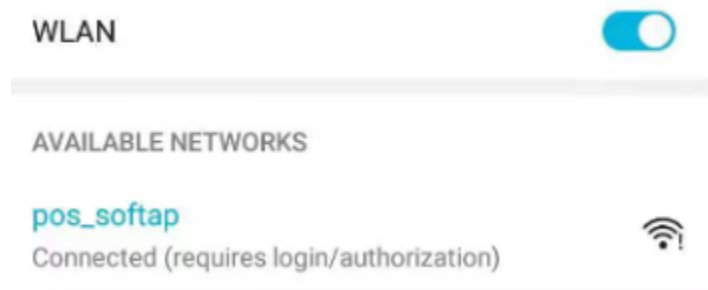 WLAN
AVAILABLE NETWORKS
pos_softap
Connected (requires login/authorization)